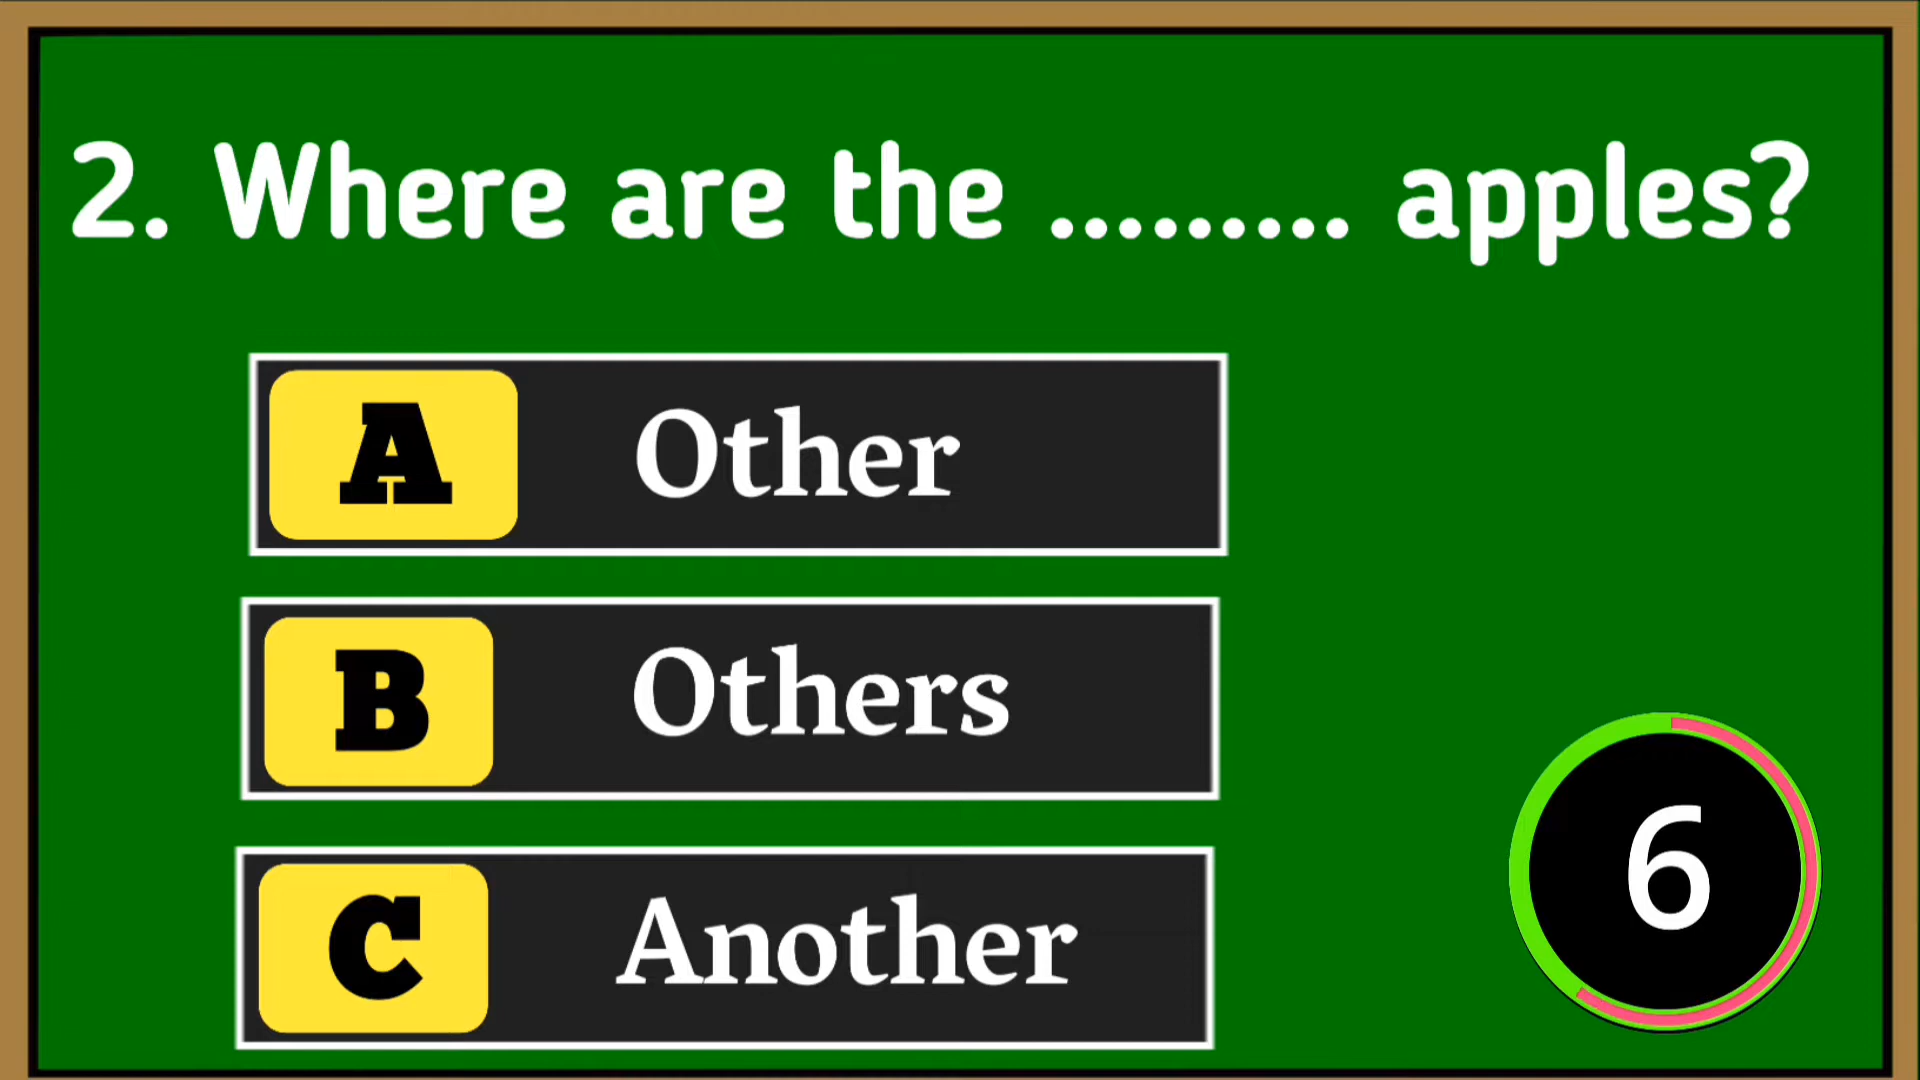 2. Where are the ......... apples?
A Other
B Others
C Another
6